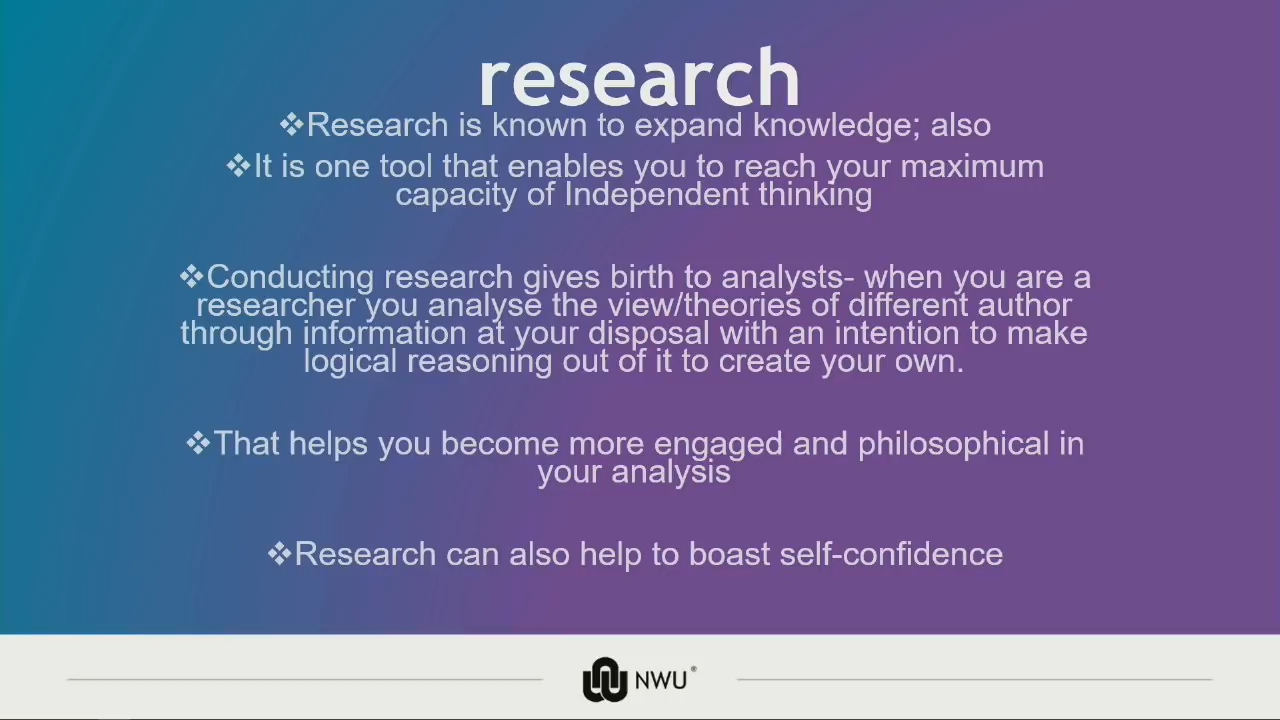 research
❖Research is known to expand knowledge; also
❖It is one tool that enables you to reach your maximum
capacity of Independent thinking
❖Conducting research gives birth to analysts- when you are a
researcher you analyse the view/theories of different author
through information at your disposal with an intention to make
logical reasoning out of it to create your own.
❖That helps you become more engaged and philosophical in
your analysis
❖Research can also help to boast self-confidence
NWU®